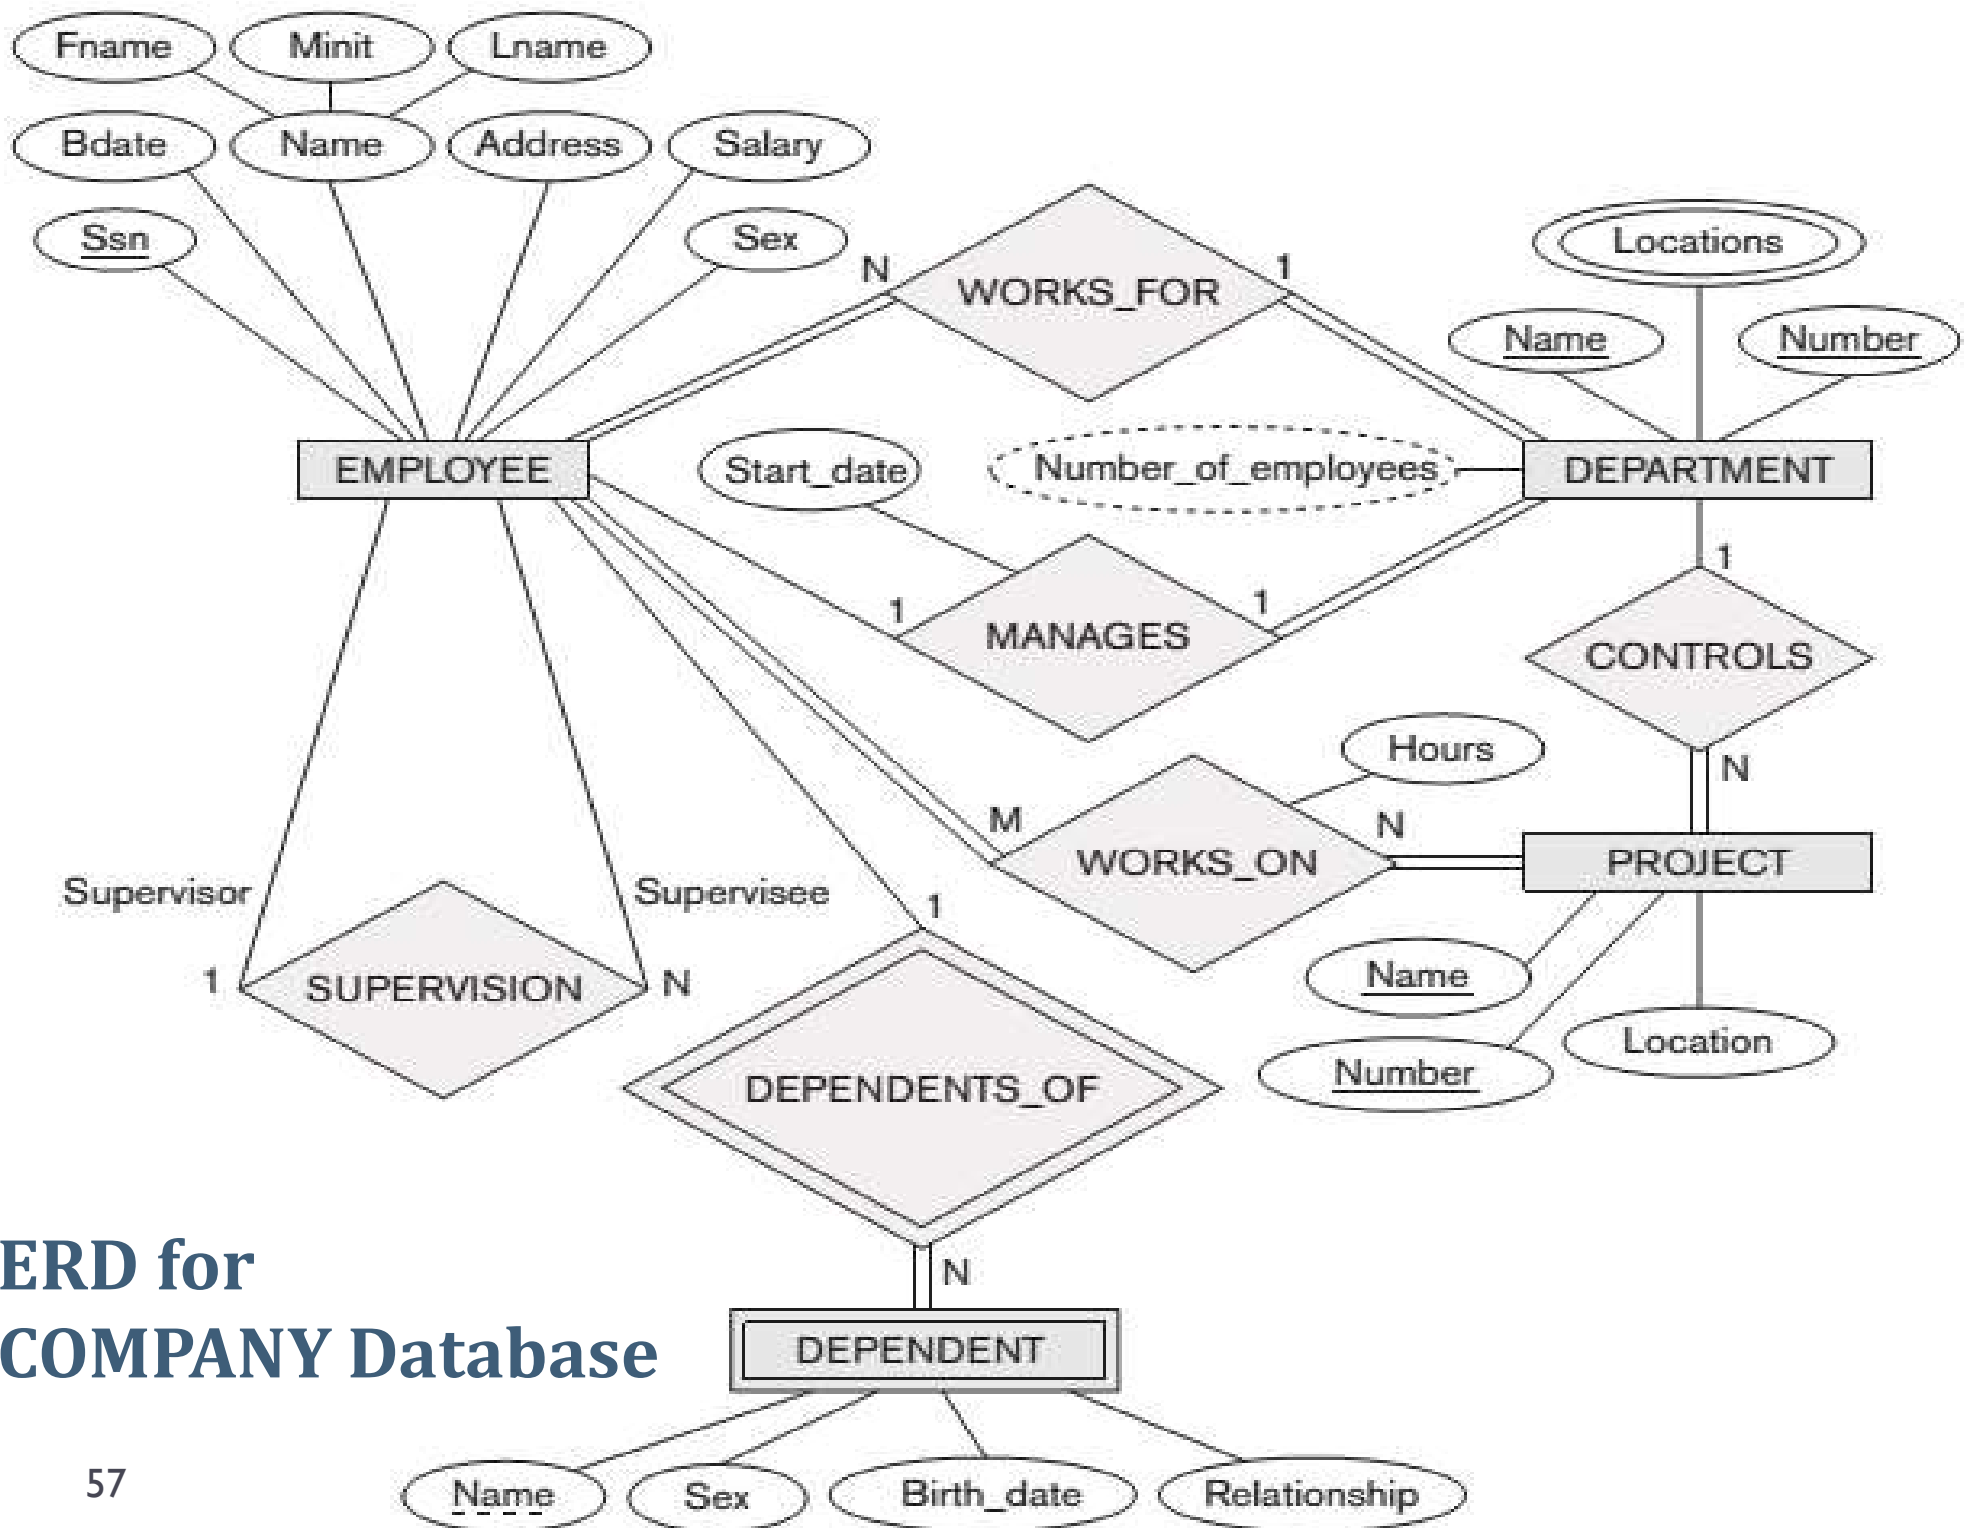 Fname Minit Lname
Bdate Name Address Salary
Ssn Sex
N WORKS_FOR 1
Locations
Name Number
EMPLOYEE
Start_date
Number_of_employees
DEPARTMENT
1 MANAGES 1
1
CONTROLS
N
Hours
M WORKS_ON N
PROJECT
Supervisor Supervisee
1 SUPERVISION N
1
Name
Number
Location
DEPENDENTS_OF
N
ERD for
COMPANY Database
DEPENDENT
Name Sex Birth_date Relationship
57